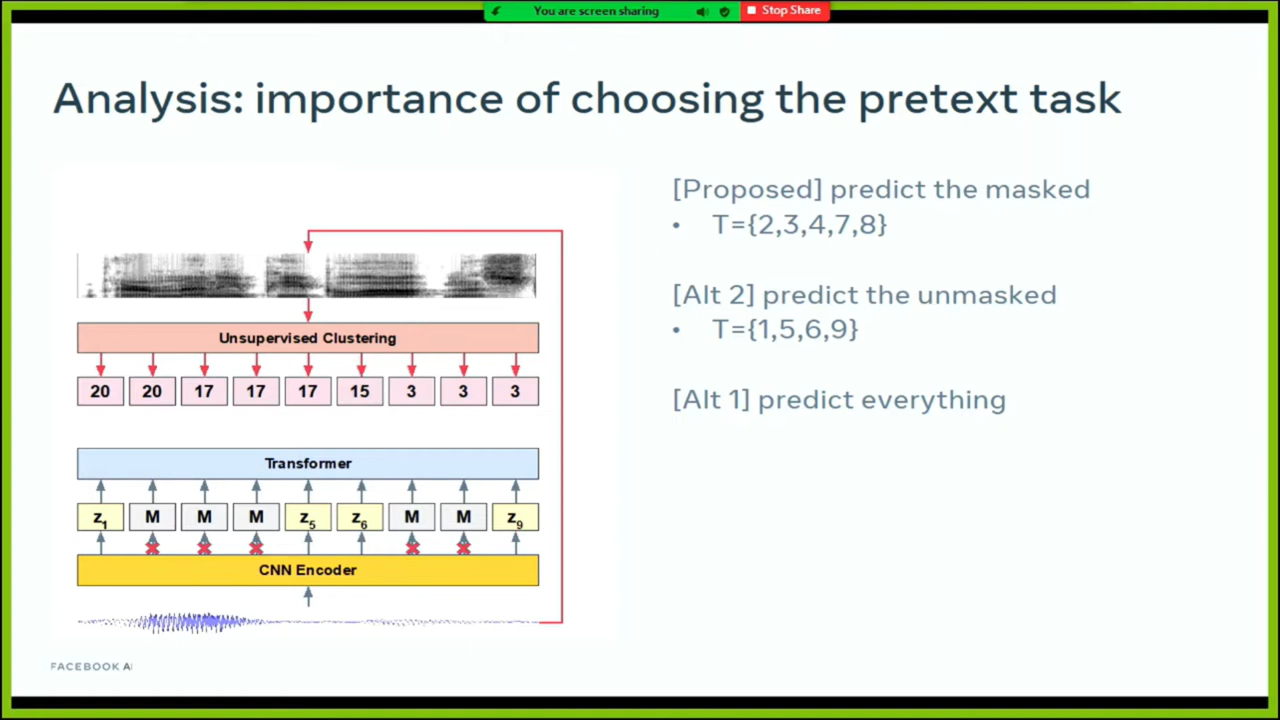 You are screen sharing
Stop Share
Analysis: importance of choosing the pretext task
[Proposed] predict the masked
• T={2,3,4,7,8}
[Alt 2] predict the unmasked
• T={1,5,6,9}
[Alt 1] predict everything
Unsupervised Clustering
20 20 17 17 17 15 3 3 3
Transformer
z1 M M M z5 z6 M M z9
CNN Encoder
FACEBOOK AI